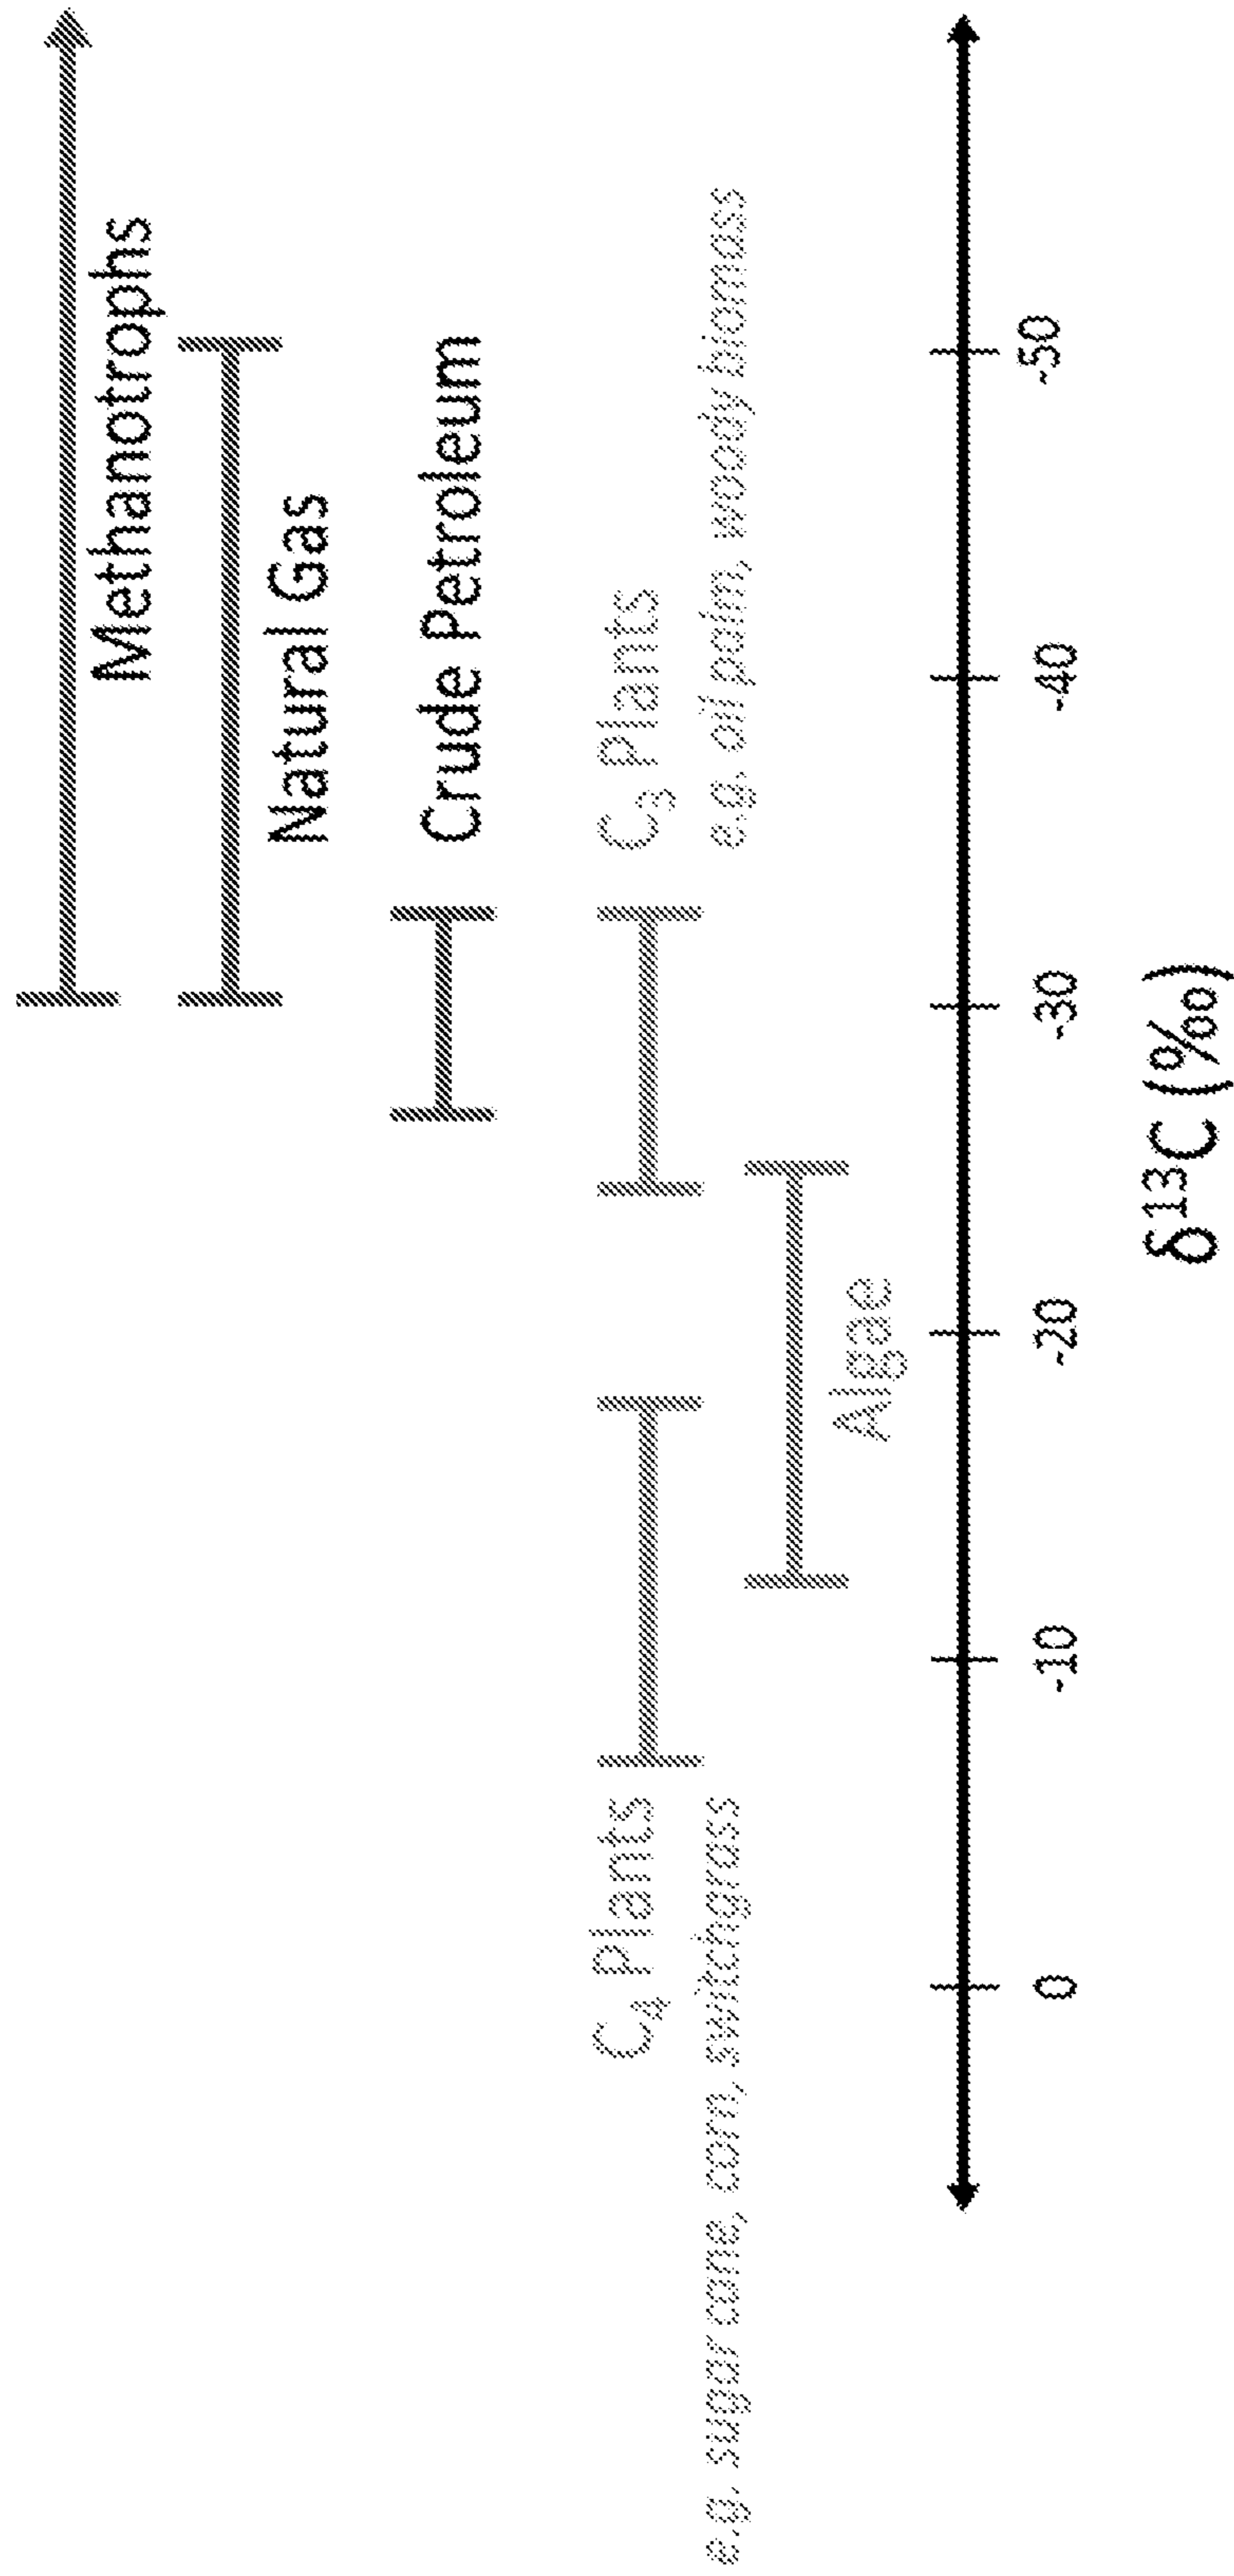 Methanotrophs
Natural Gas
Crude Petroleum
C₄ Plants
e.g. sugar cane, corn, switchgrass
C₃ Plants
e.g. oil palm, woody biomass
Algae
0
-10
-20
-30
-40
-50
δ¹³C (‰)